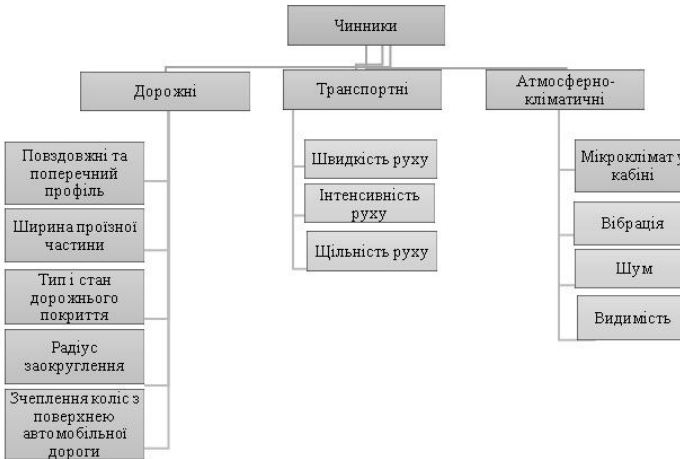 Чинники
Дорожні
Транспортні
Атмосферно-
кліматичні
Повздовжні та
поперечний
профіль
Ширина проїзної
частини
Тип і стан
дорожнього
покриття
Радіус
заокруглення
Зчеплення коліс з
поверхнею
автомобільної
дороги
Швидкість руху
Інтенсивність
руху
Щільність руху
Мікроклімат у
кабіні
Вібрація
Шум
Видимість